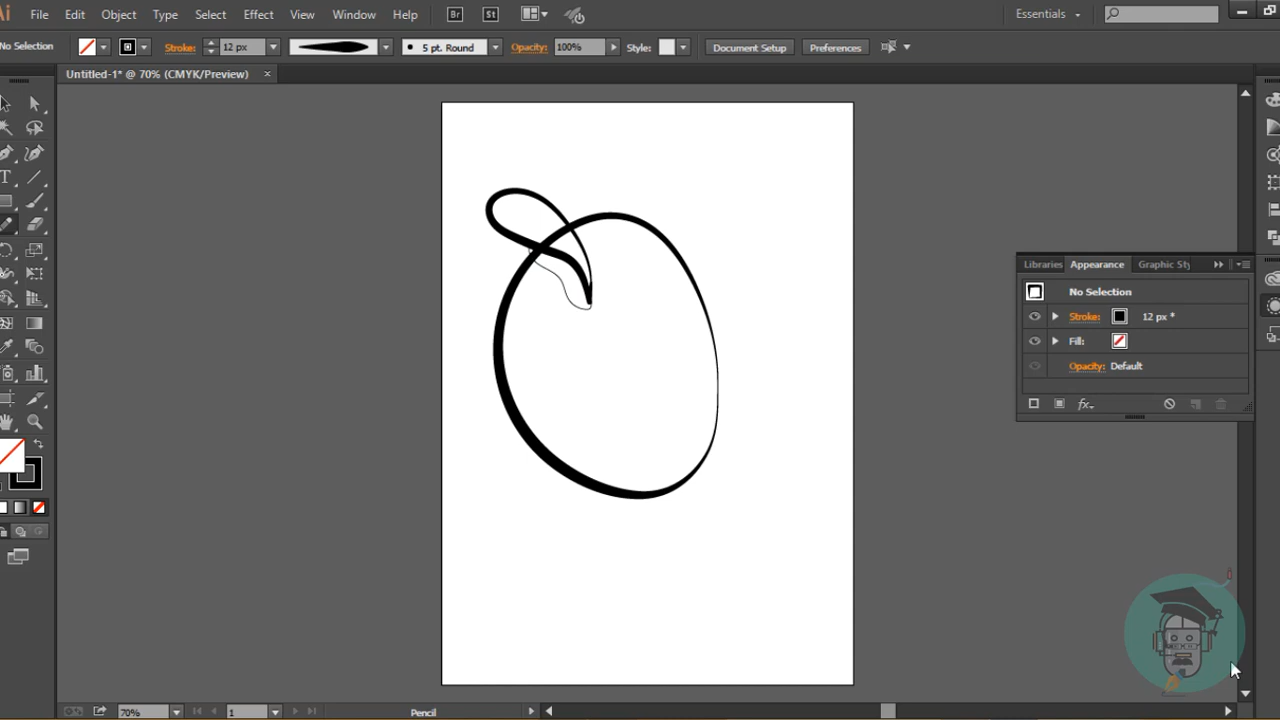 Ai File Edit Object Type Select Effect View Window Help Br St Essentials
No Selection Stroke: 12 px 5 pt. Round Opacity: 100% Style: Document Setup Preferences
Untitled-1* @ 70% (CMYK/Preview) ×
Libraries Appearance Graphic Sty
No Selection
Stroke: 12 px *
Fill:
Opacity: Default
fx
70% 1 Pencil